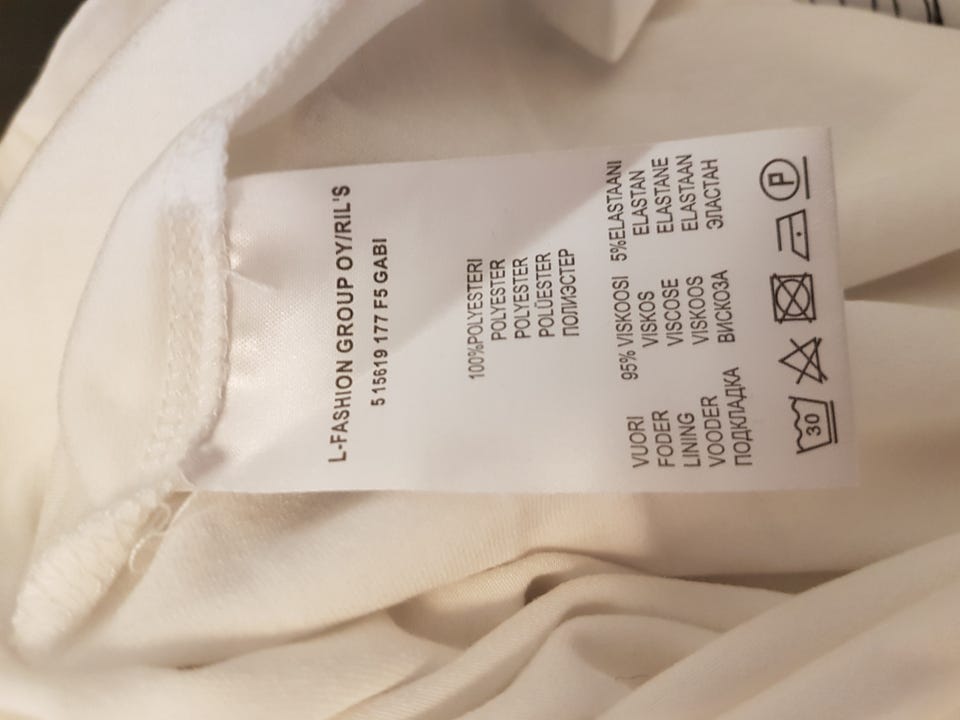 L-FASHION GROUP OY/RIL'S
5 15619 177 F5 GABI
100%POLYESTERI
POLYESTER
POLYESTER
POLÜESTER
ПОЛИЭСТЕР
VUORI 95% VISKOOSI 5%ELASTAANI
FODER VISKOS ELASTAN
LINING VISCOSE ELASTANE
VOODER VISKOOS ELASTAAN
ПОДКЛАДКА ВИСКОЗА ЭЛАСТАН
30 P